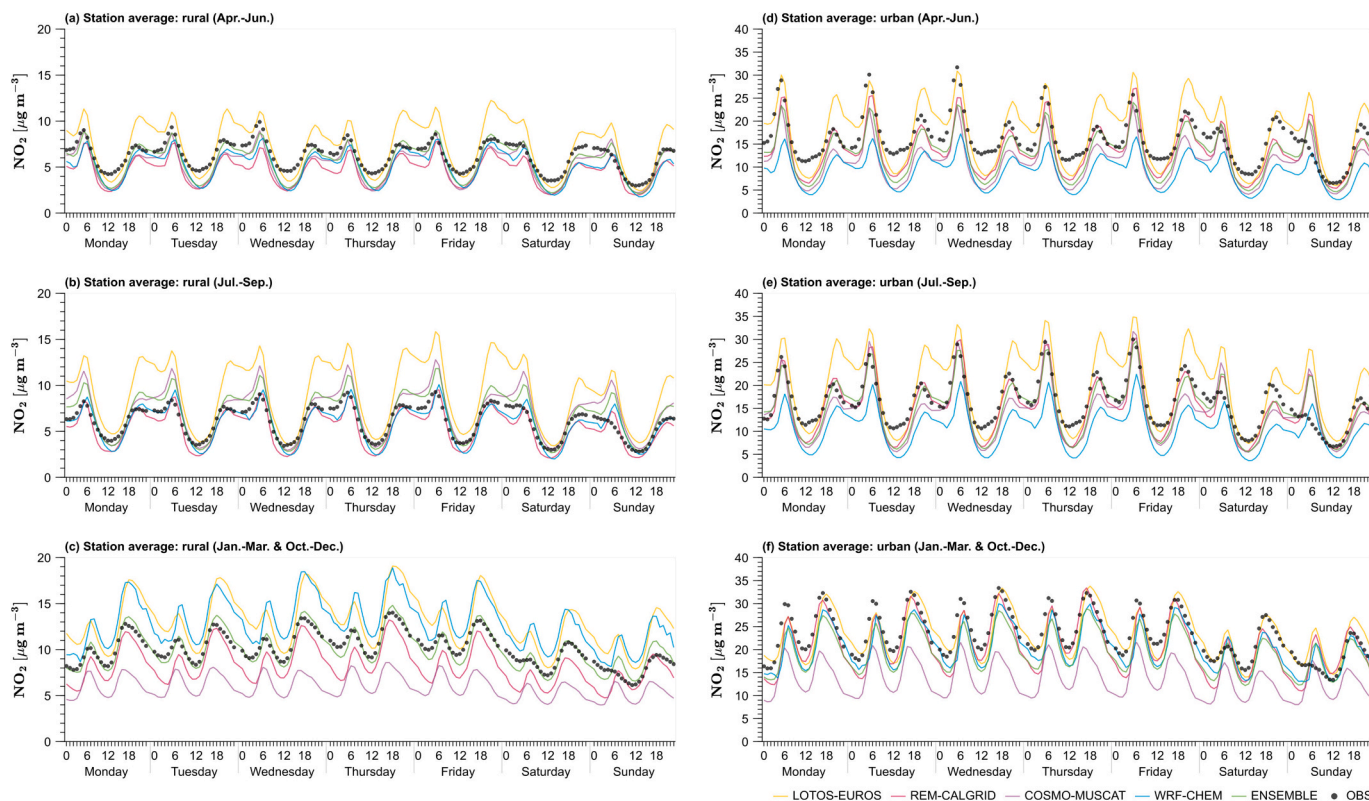 (a) Station average: rural (Apr.-Jun.)
NO₂ [μg m⁻³]
20
15
10
5
0
0 6 12 18 0 6 12 18 0 6 12 18 0 6 12 18 0 6 12 18 0 6 12 18 0 6 12 18
Monday Tuesday Wednesday Thursday Friday Saturday Sunday
(d) Station average: urban (Apr.-Jun.)
NO₂ [μg m⁻³]
40
35
30
25
20
15
10
5
0
0 6 12 18 0 6 12 18 0 6 12 18 0 6 12 18 0 6 12 18 0 6 12 18 0 6 12 18
Monday Tuesday Wednesday Thursday Friday Saturday Sunday
(b) Station average: rural (Jul.-Sep.)
NO₂ [μg m⁻³]
20
15
10
5
0
0 6 12 18 0 6 12 18 0 6 12 18 0 6 12 18 0 6 12 18 0 6 12 18 0 6 12 18
Monday Tuesday Wednesday Thursday Friday Saturday Sunday
(e) Station average: urban (Jul.-Sep.)
NO₂ [μg m⁻³]
40
35
30
25
20
15
10
5
0
0 6 12 18 0 6 12 18 0 6 12 18 0 6 12 18 0 6 12 18 0 6 12 18 0 6 12 18
Monday Tuesday Wednesday Thursday Friday Saturday Sunday
(c) Station average: rural (Jan.-Mar. & Oct.-Dec.)
NO₂ [μg m⁻³]
20
15
10
5
0
0 6 12 18 0 6 12 18 0 6 12 18 0 6 12 18 0 6 12 18 0 6 12 18 0 6 12 18
Monday Tuesday Wednesday Thursday Friday Saturday Sunday
(f) Station average: urban (Jan.-Mar. & Oct.-Dec.)
NO₂ [μg m⁻³]
40
35
30
25
20
15
10
5
0
0 6 12 18 0 6 12 18 0 6 12 18 0 6 12 18 0 6 12 18 0 6 12 18 0 6 12 18
Monday Tuesday Wednesday Thursday Friday Saturday Sunday
LOTOS-EUROS REM-CALGRID COSMO-MUSCAT WRF-CHEM ENSEMBLE OBS